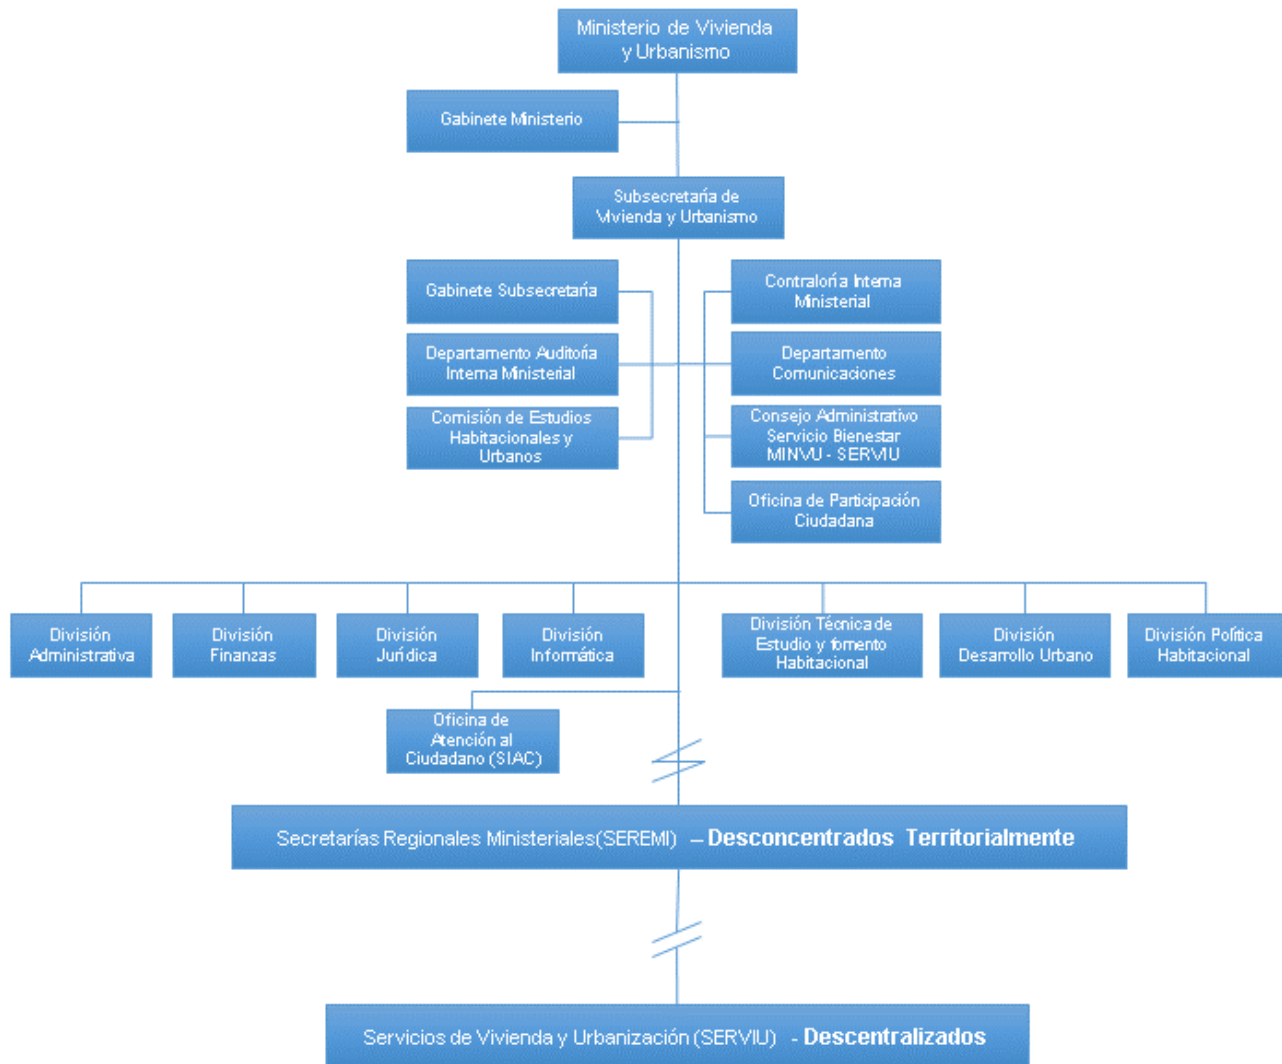 Ministerio de Vivienda
y Urbanismo
Gabinete Ministerio
Subsecretaría de
Vivienda y Urbanismo
Gabinete Subsecretaría
Contraloría Interna
Ministerial
Departamento Auditoría
Interna Ministerial
Departamento
Comunicaciones
Comisión de Estudios
Habitacionales y
Urbanos
Consejo Administrativo
Servicio Bienestar
MINVU - SERVIU
Oficina de Participación
Ciudadana
División
Administrativa
División
Finanzas
División
Jurídica
División
Informática
División Técnica de
Estudio y fomento
Habitacional
División
Desarrollo Urbano
División Política
Habitacional
Oficina de
Atención al
Ciudadano (SIAC)
Secretarías Regionales Ministeriales(SEREMI) – Desconcentrados Territorialmente
Servicios de Vivienda y Urbanización (SERVIU) - Descentralizados